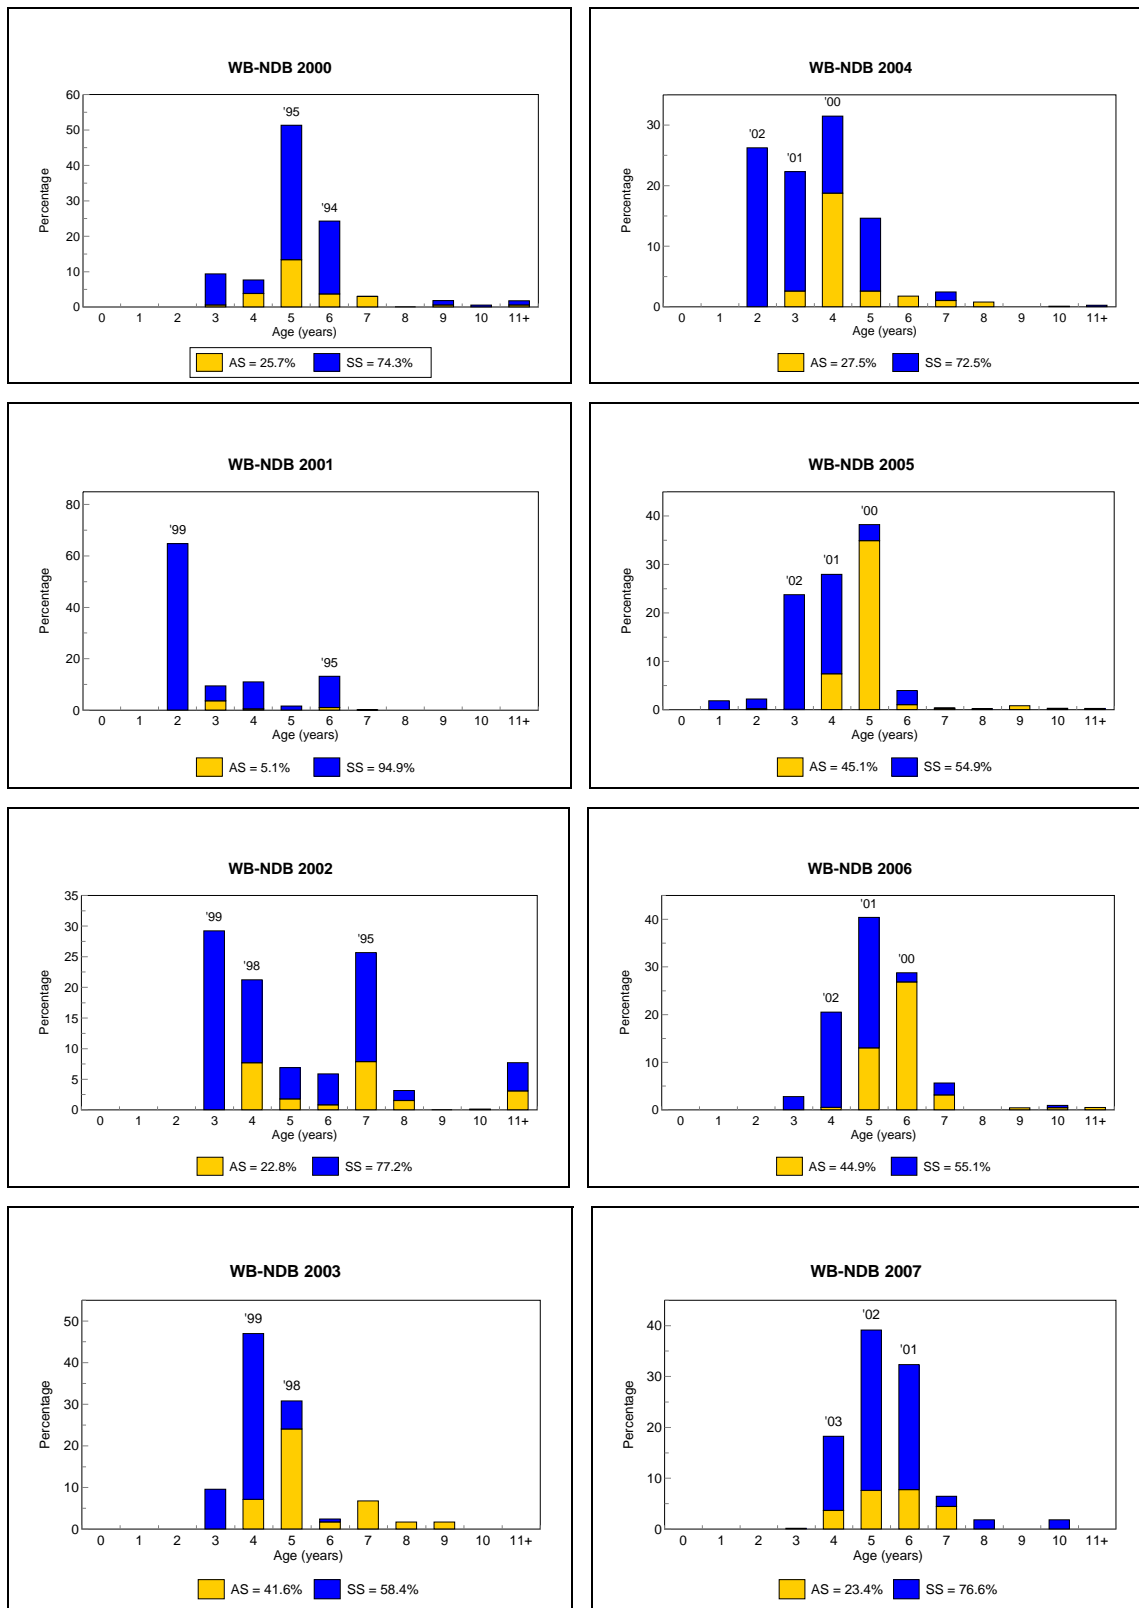 WB-NDB 2000
60
50
40
30
20
10
0
Percentage
'95
'94
0 1 2 3 4 5 6 7 8 9 10 11+
Age (years)
AS = 25.7% SS = 74.3%
WB-NDB 2001
80
60
40
20
0
Percentage
'99
'95
0 1 2 3 4 5 6 7 8 9 10 11+
Age (years)
AS = 5.1% SS = 94.9%
WB-NDB 2002
35
30
25
20
15
10
5
0
Percentage
'99
'98
'95
0 1 2 3 4 5 6 7 8 9 10 11+
Age (years)
AS = 22.8% SS = 77.2%
WB-NDB 2003
50
40
30
20
10
0
Percentage
'99
'98
0 1 2 3 4 5 6 7 8 9 10 11+
Age (years)
AS = 41.6% SS = 58.4%
WB-NDB 2004
30
20
10
0
Percentage
'02
'01
'00
0 1 2 3 4 5 6 7 8 9 10 11+
Age (years)
AS = 27.5% SS = 72.5%
WB-NDB 2005
40
30
20
10
0
Percentage
'02
'01
'00
0 1 2 3 4 5 6 7 8 9 10 11+
Age (years)
AS = 45.1% SS = 54.9%
WB-NDB 2006
40
30
20
10
0
Percentage
'02
'01
'00
0 1 2 3 4 5 6 7 8 9 10 11+
Age (years)
AS = 44.9% SS = 55.1%
WB-NDB 2007
40
30
20
10
0
Percentage
'03
'02
'01
0 1 2 3 4 5 6 7 8 9 10 11+
Age (years)
AS = 23.4% SS = 76.6%